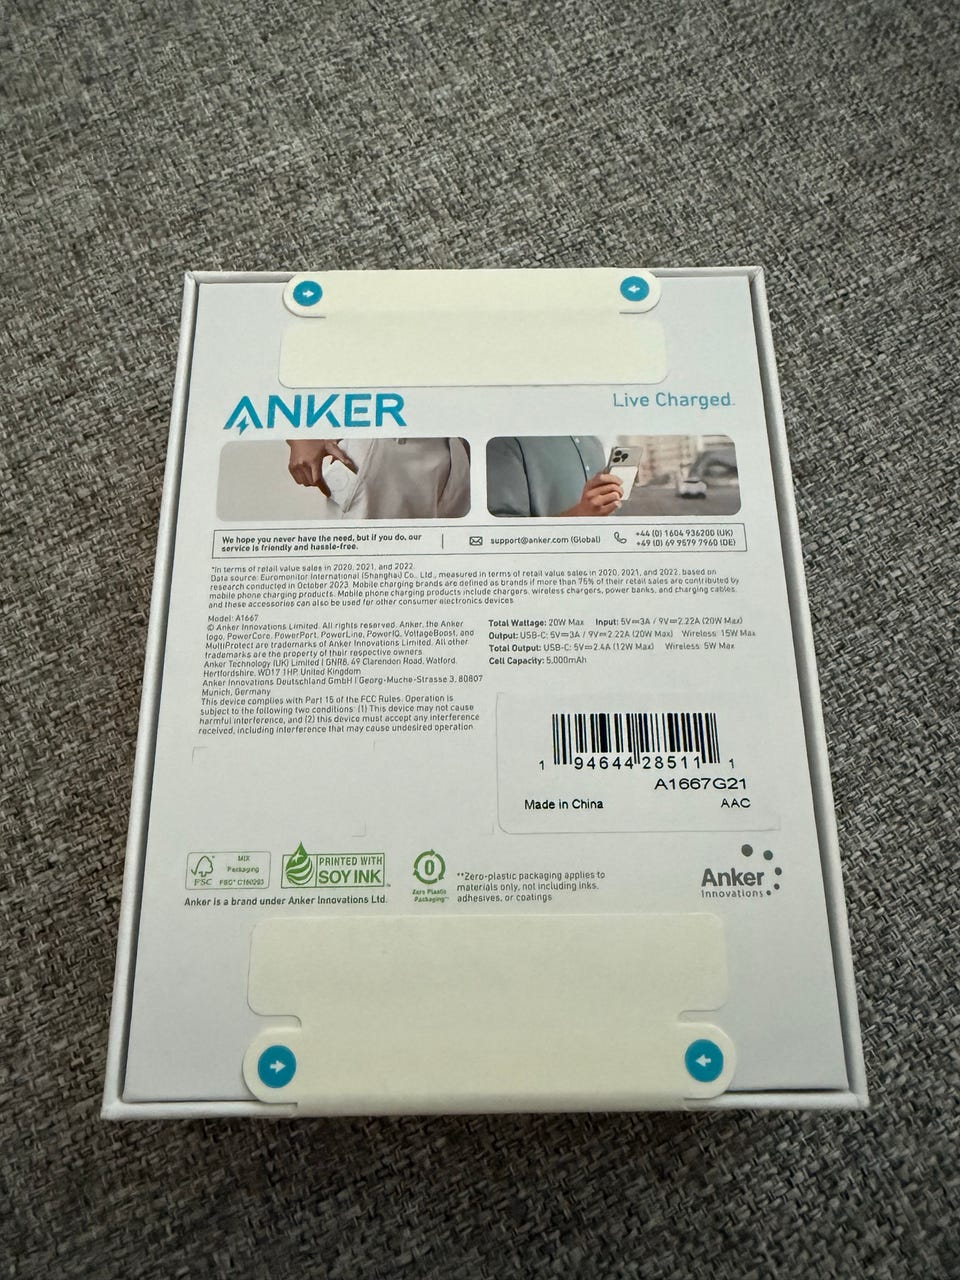 ANKER
Live Charged.
We hope you never have the need, but if you do, our
service is friendly and hassle-free.
support@anker.com (Global)
+44 (0) 1604 936200 (UK)
+49 (0) 69 9579 7960 (DE)
*In terms of retail value sales in 2020, 2021, and 2022.
Data source: Euromonitor International (Shanghai) Co., Ltd., measured in terms of retail value sales in 2020, 2021, and 2022, based on
research conducted in October 2023. Mobile charging brands are defined as brands if more than 75% of their retail sales are contributed by
mobile phone charging products. Mobile phone charging products include chargers, wireless chargers, power banks, and charging cables,
and these accessories can also be used for other consumer electronics devices.
Model: A1667
© Anker Innovations Limited. All rights reserved. Anker, the Anker
logo, PowerCore, PowerPort, PowerLine, PowerIQ, VoltageBoost, and
MultiProtect are trademarks of Anker Innovations Limited. All other
trademarks are the property of their respective owners.
Anker Technology (UK) Limited | GNR8, 49 Clarendon Road, Watford,
Hertfordshire, WD17 1HP, United Kingdom
Anker Innovations Deutschland GmbH | Georg-Muche-Strasse 3, 80807
Munich, Germany
This device complies with Part 15 of the FCC Rules. Operation is
subject to the following two conditions: (1) This device may not cause
harmful interference, and (2) this device must accept any interference
received, including interference that may cause undesired operation.
Total Wattage: 20W Max Input: 5V⎓3A / 9V⎓2.22A (20W Max)
Output: USB-C: 5V⎓3A / 9V⎓2.22A (20W Max) Wireless: 15W Max
Total Output: USB-C: 5V⎓2.4A (12W Max) Wireless: 5W Max
Cell Capacity: 5,000mAh
1 94644 28511 1
A1667G21
Made in China AAC
FSC
MIX
Packaging
FSC® C160293
PRINTED WITH
SOY INK™
0
Zero Plastic
Packaging**
**Zero-plastic packaging applies to
materials only, not including inks,
adhesives, or coatings
Anker is a brand under Anker Innovations Ltd.
Anker
Innovations